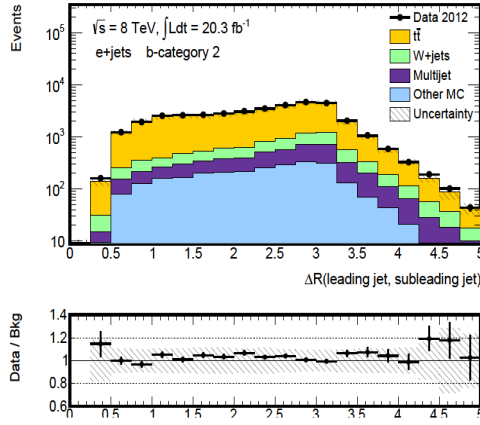 Events
√s = 8 TeV, ∫Ldt = 20.3 fb⁻¹
e+jets b-category 2
Data 2012
tt̄
W+jets
Multijet
Other MC
Uncertainty
10⁵
10⁴
10³
10²
10
0 0.5 1 1.5 2 2.5 3 3.5 4 4.5 5
ΔR(leading jet, subleading jet)
Data / Bkg
1.4
1.2
1
0.8
0.6
0 0.5 1 1.5 2 2.5 3 3.5 4 4.5 5